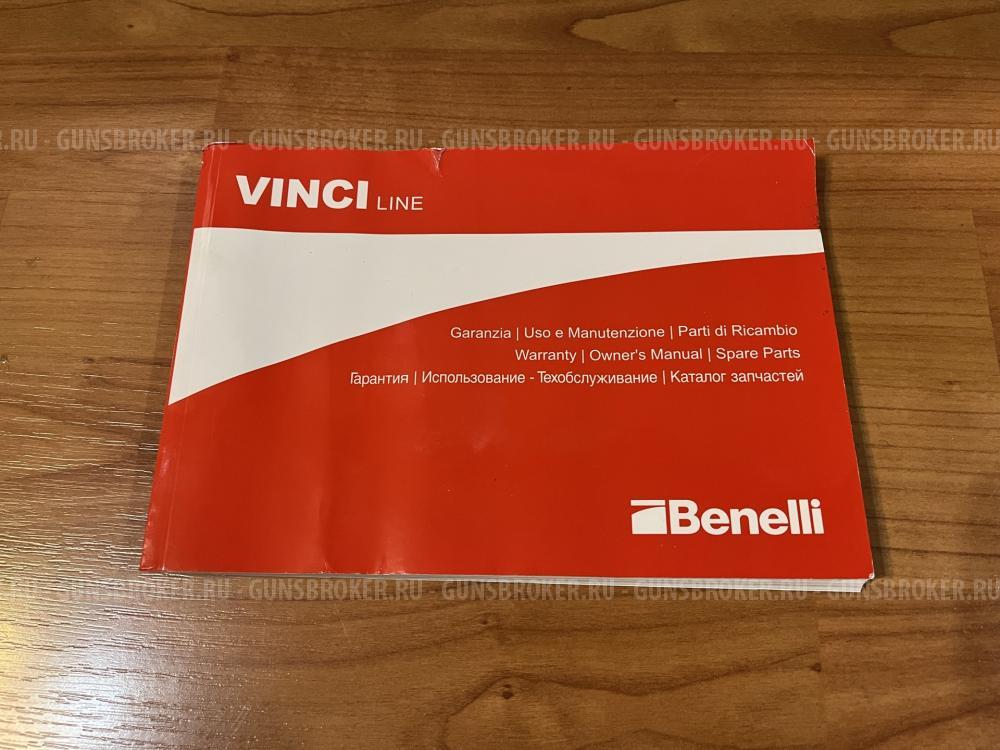 .RU - GUNSBROKER.RU - GUNSBROKER.RU - GUNSBROKER.RU - GUNSBROKER.RU - GUNSBROKER.RU
VINCI LINE
Garanzia | Uso e Manutenzione | Parti di Ricambio
Warranty | Owner's Manual | Spare Parts
Гарантия | Использование - Техобслуживание | Каталог запчастей
Benelli
.RU - GUNSBROKER.RU - GUNSBROKER.RU - GUNSBROKER.RU - GUNSBROKER.RU - GUNSBROKER.RU